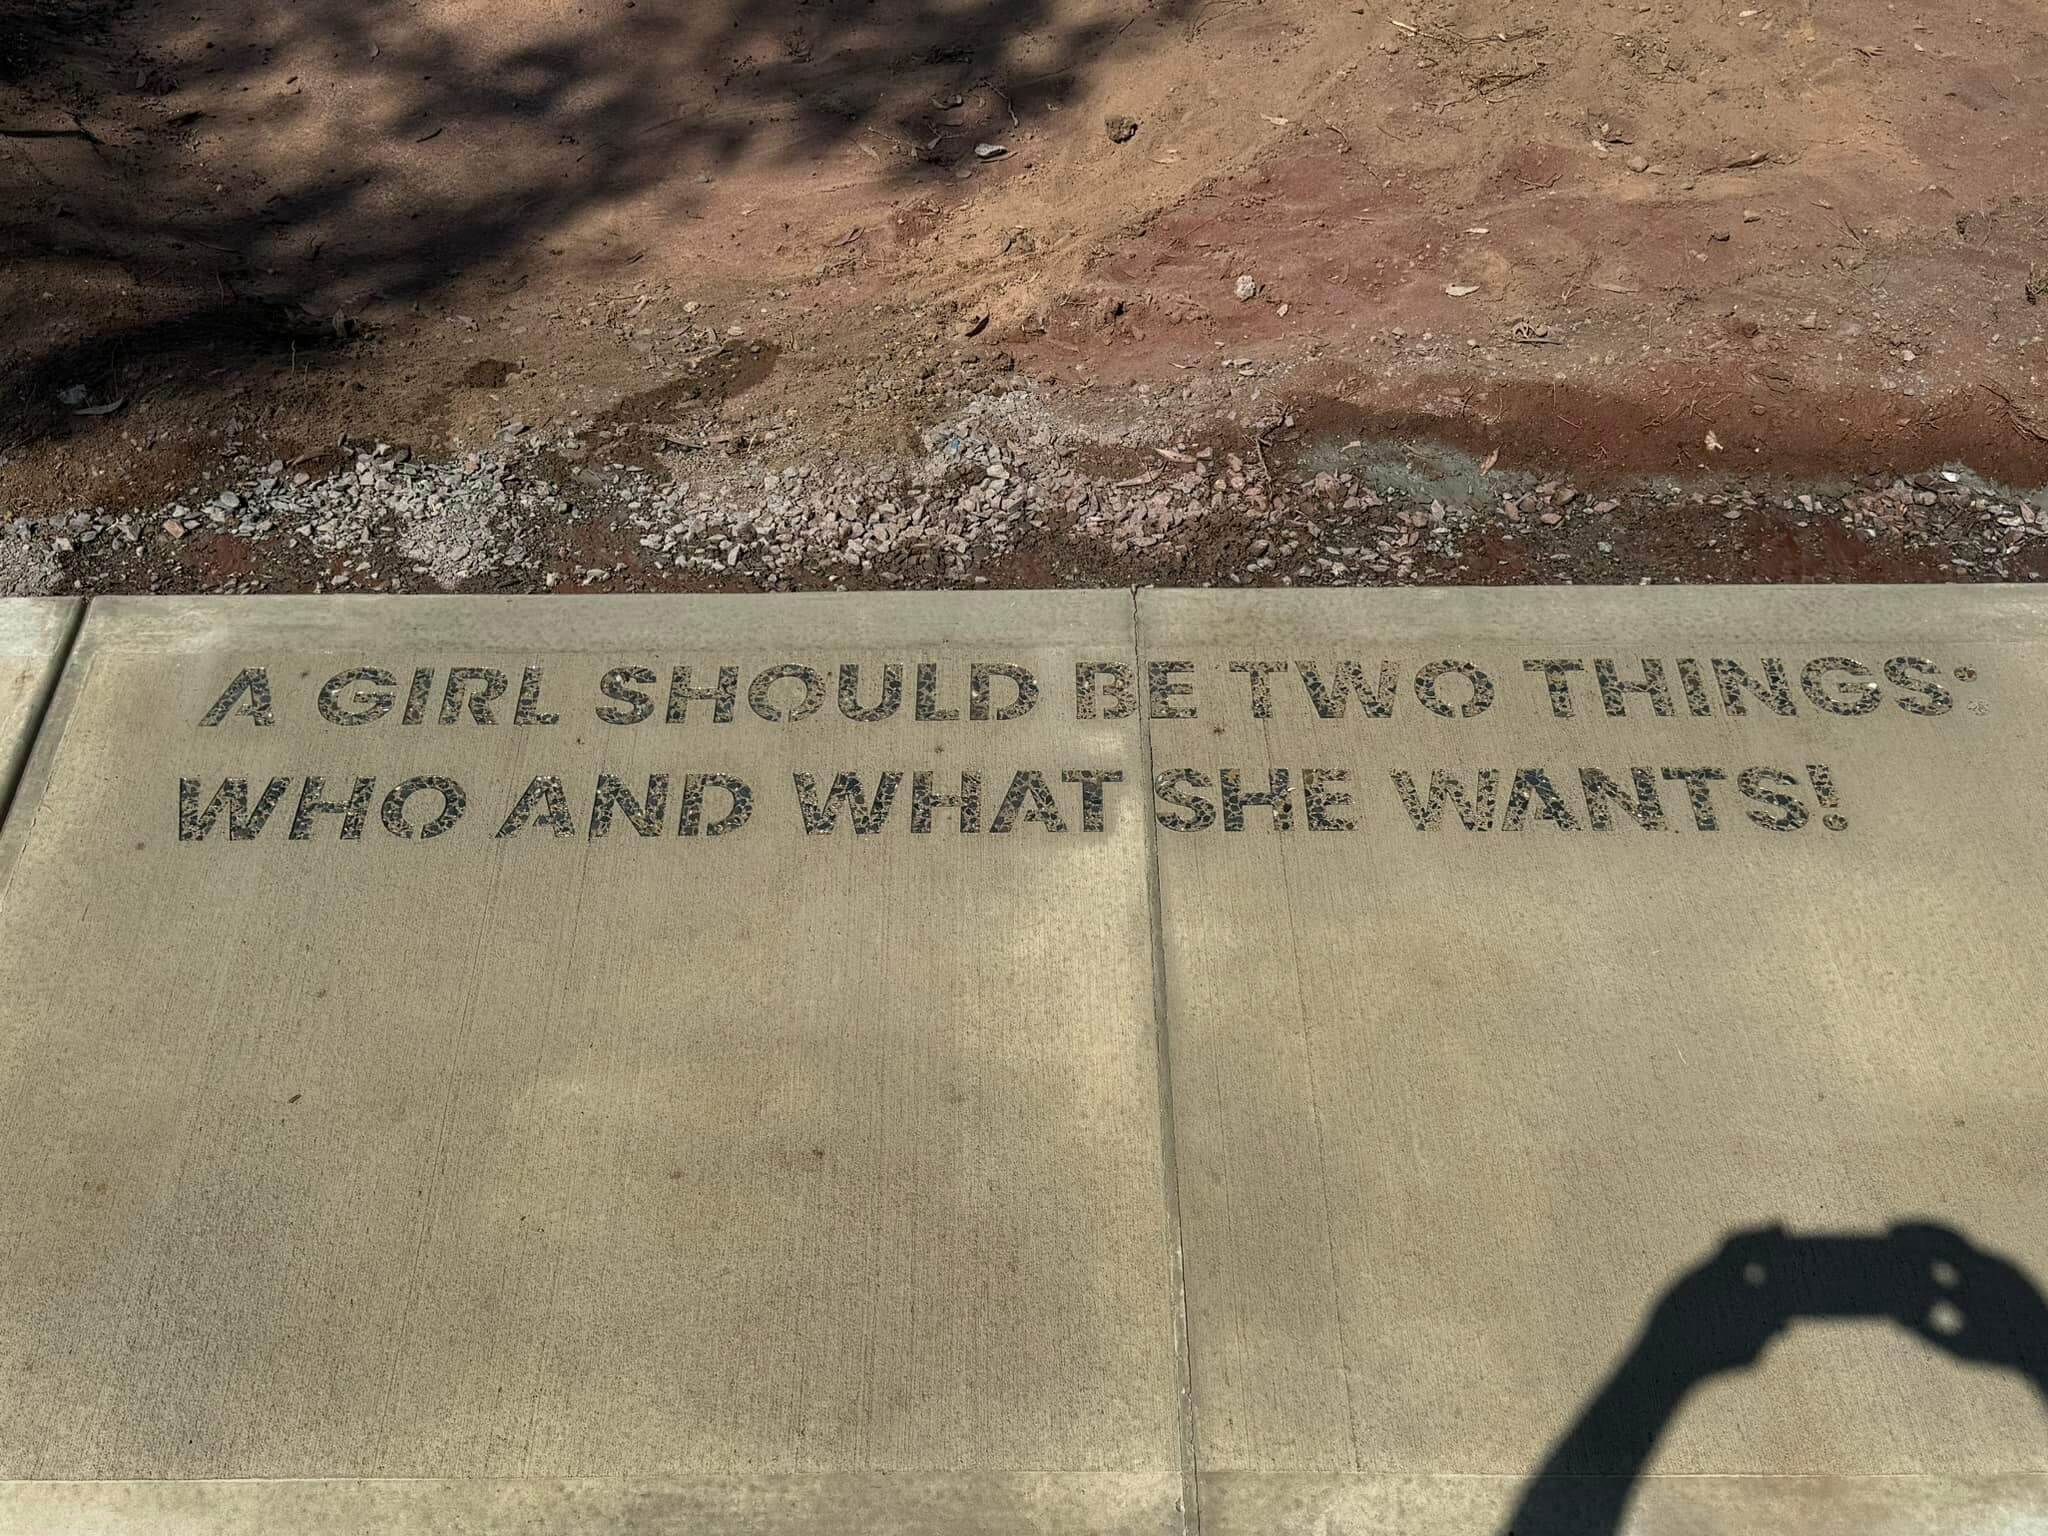 A GIRL SHOULD BE TWO THINGS:
WHO AND WHAT SHE WANTS!